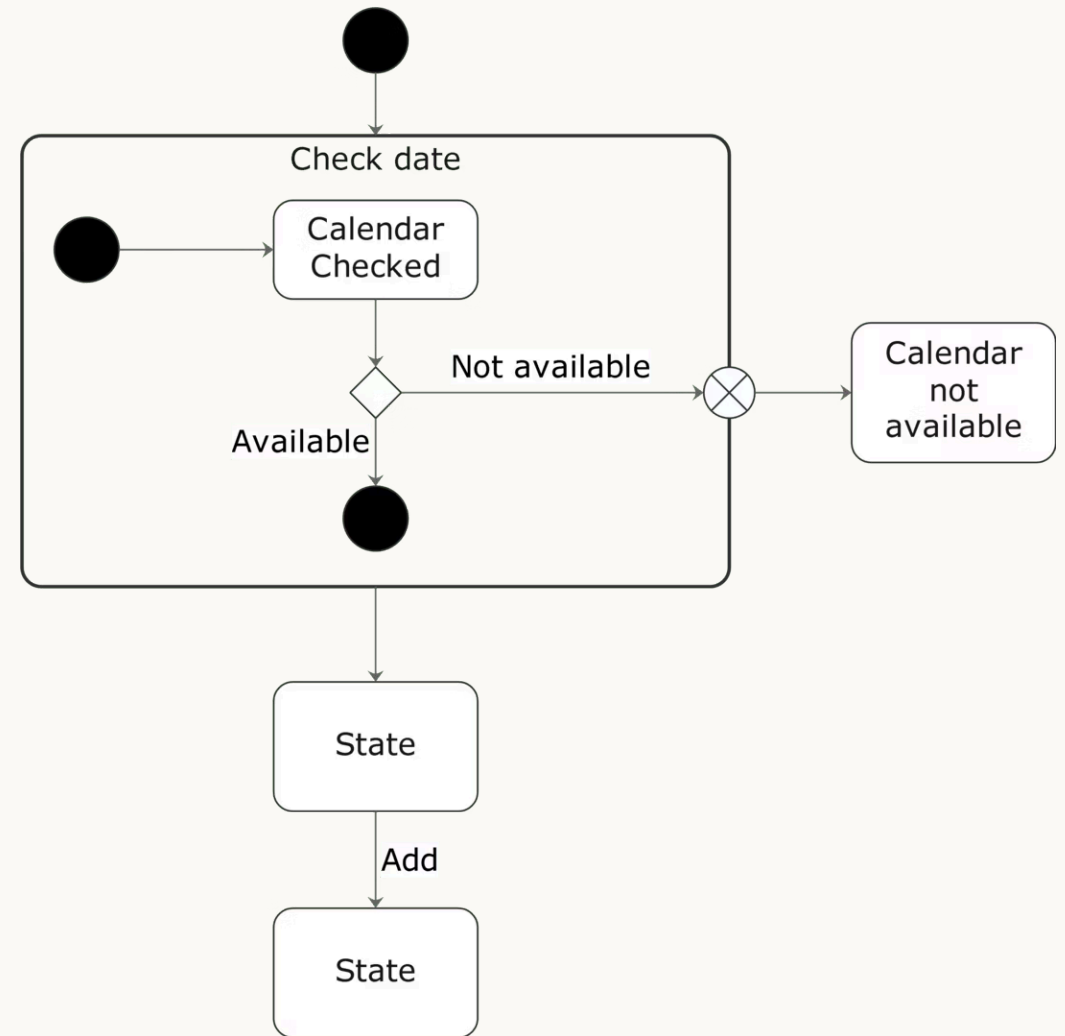 Check date
Calendar
Checked
Not available
Calendar
not
available
Available
State
Add
State